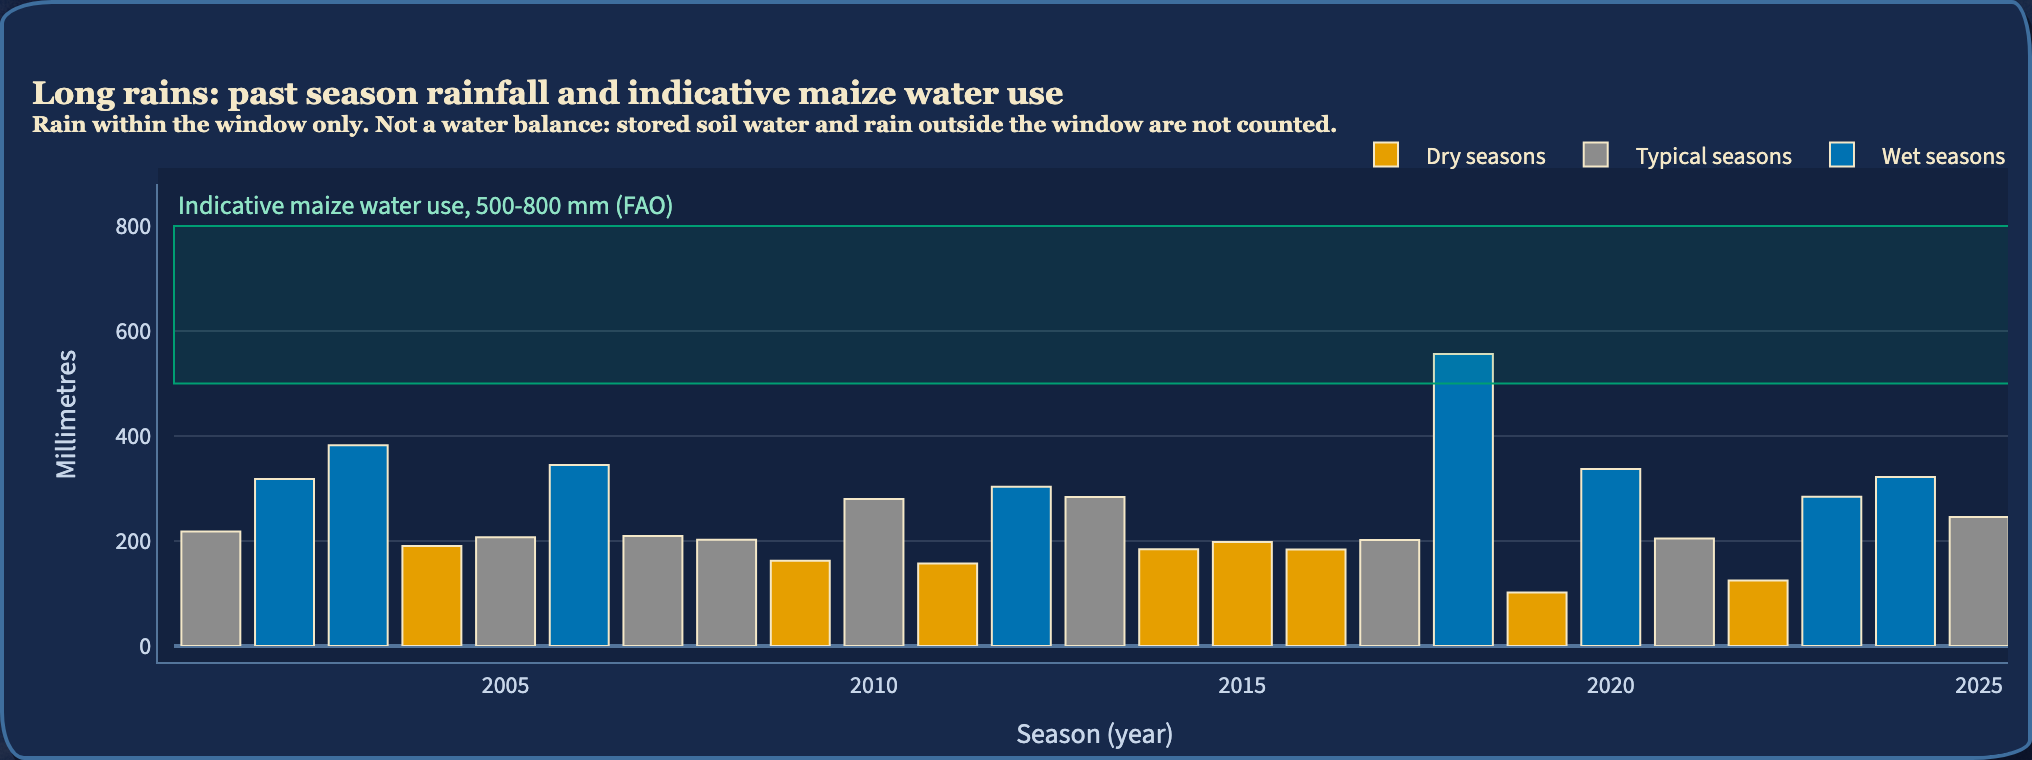 Long rains: past season rainfall and indicative maize water use
Rain within the window only. Not a water balance: stored soil water and rain outside the window are not counted.
Dry seasons
Typical seasons
Wet seasons
Indicative maize water use, 500-800 mm (FAO)
800
600
400
200
0
Millimetres
2005
2010
2015
2020
2025
Season (year)